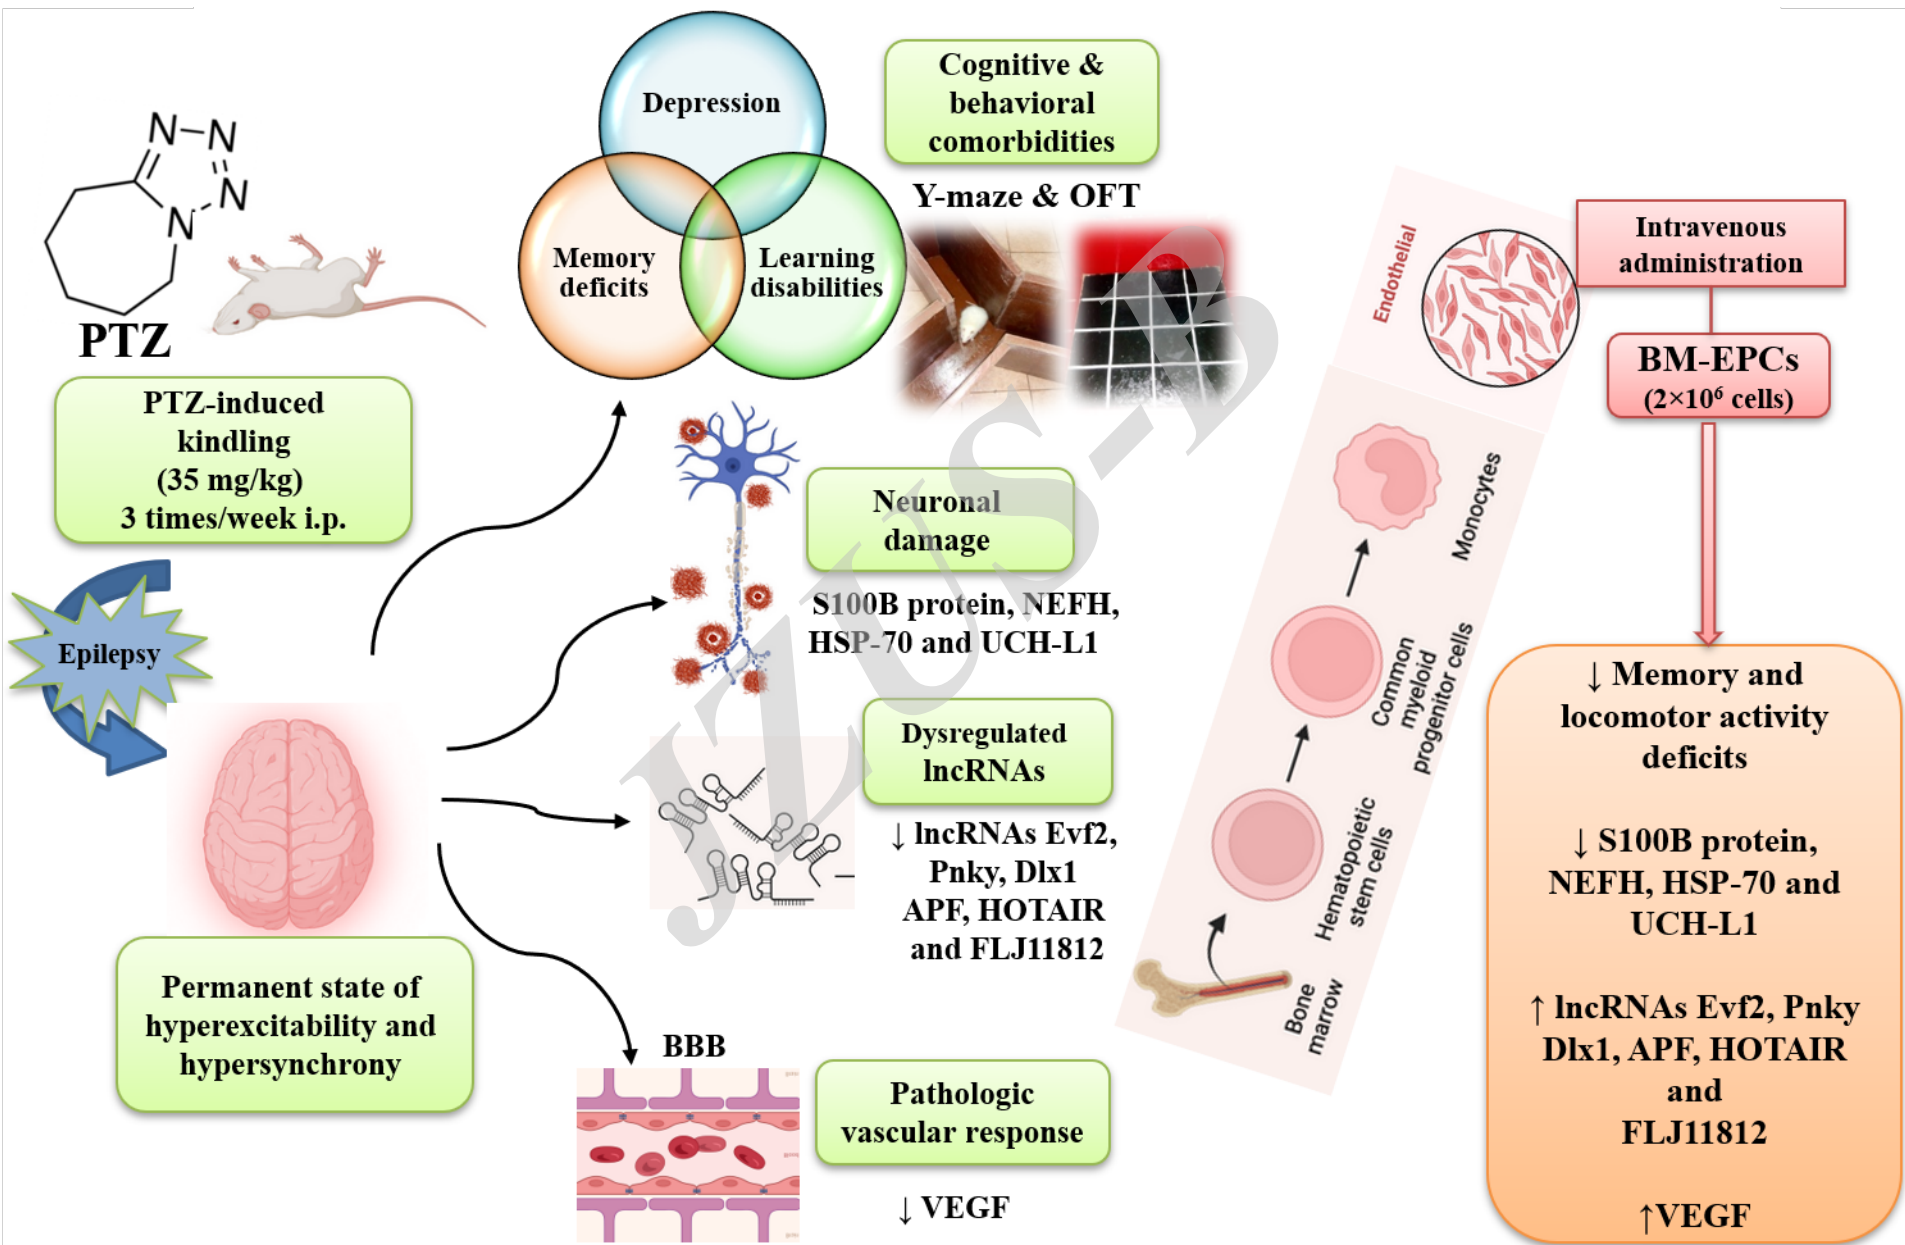 N
N
N
N
PTZ
PTZ-induced
kindling
(35 mg/kg)
3 times/week i.p.
Epilepsy
Permanent state of
hyperexcitability and
hypersynchrony
Depression
Memory
deficits
Learning
disabilities
Cognitive &
behavioral
comorbidities
Y-maze & OFT
Neuronal
damage
S100B protein, NEFH,
HSP-70 and UCH-L1
Dysregulated
lncRNAs
↓ lncRNAs Evf2,
Pnky, Dlx1
APF, HOTAIR
and FLJ11812
BBB
Pathologic
vascular response
↓ VEGF
JZUS-B
Endothelial
Monocytes
Common
myeloid
progenitor cells
Hematopoietic
stem cells
Bone
marrow
Intravenous
administration
BM-EPCs
(2×10⁶ cells)
↓ Memory and
locomotor activity
deficits
↓ S100B protein,
NEFH, HSP-70 and
UCH-L1
↑ lncRNAs Evf2, Pnky
Dlx1, APF, HOTAIR
and
FLJ11812
↑VEGF